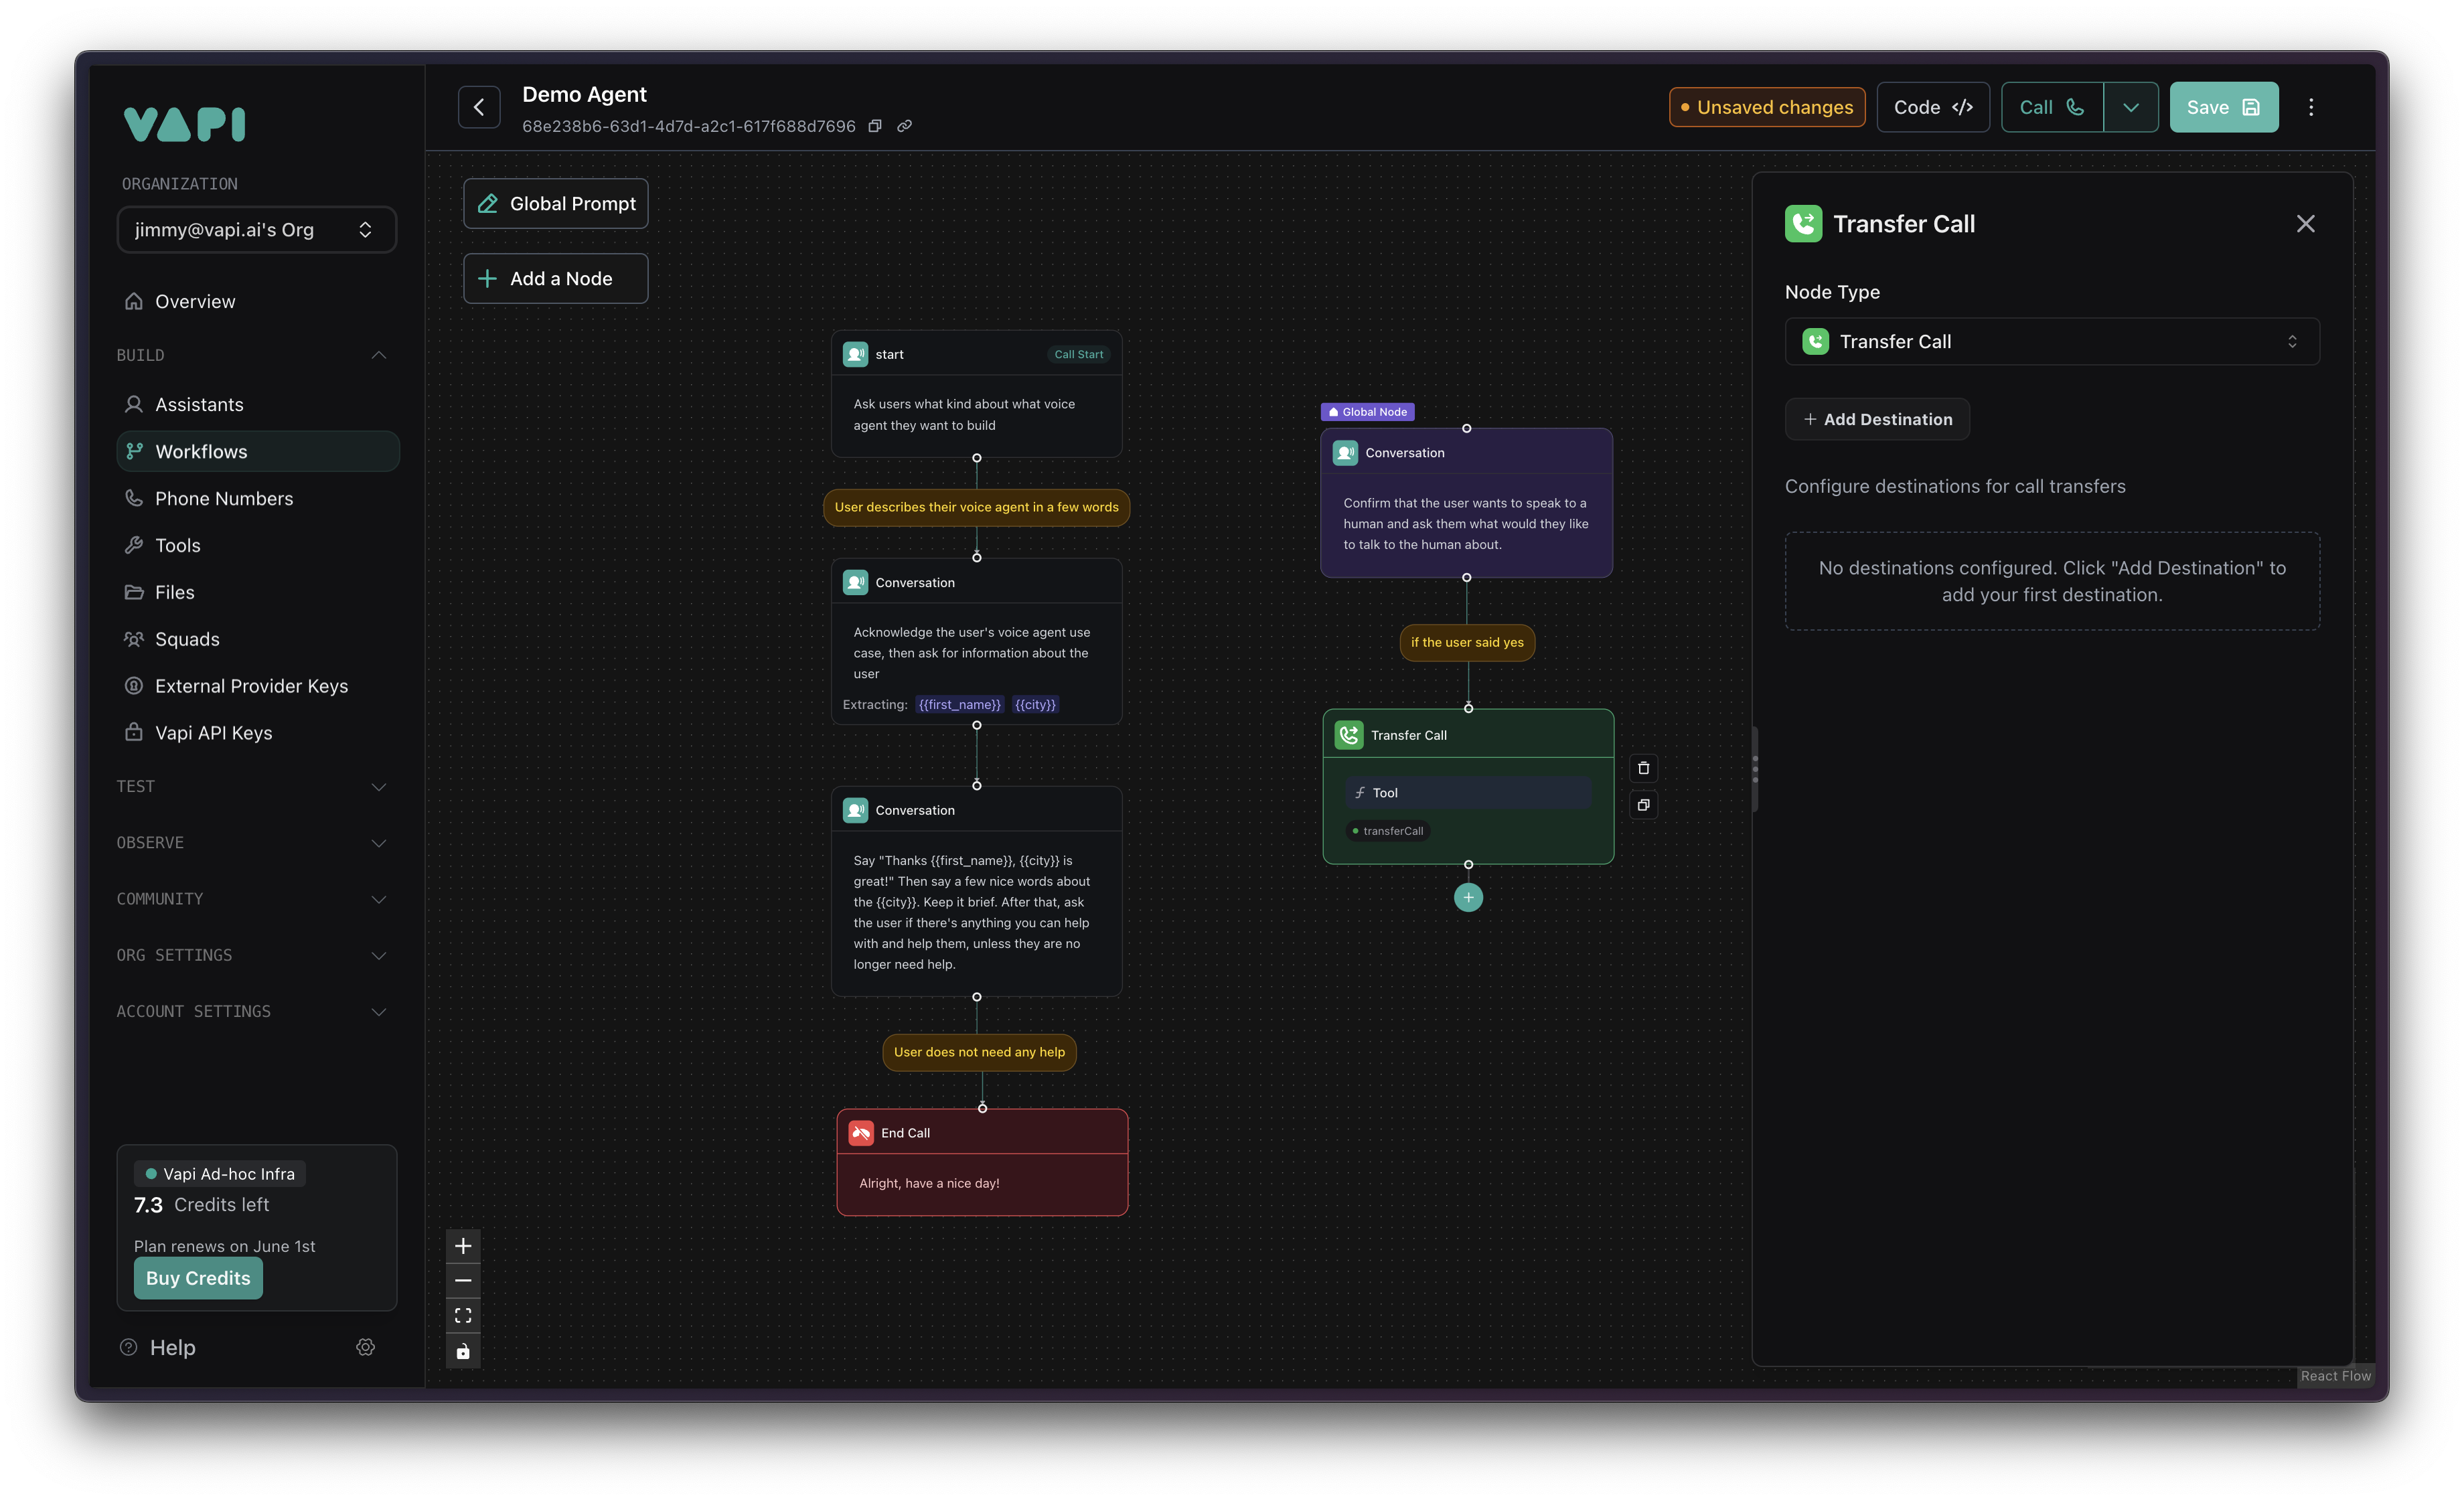 VAPI
ORGANIZATION
jimmy@vapi.ai's Org
Overview
BUILD
Assistants
Workflows
Phone Numbers
Tools
Files
Squads
External Provider Keys
Vapi API Keys
TEST
OBSERVE
COMMUNITY
ORG SETTINGS
ACCOUNT SETTINGS
Vapi Ad-hoc Infra
7.3 Credits left
Plan renews on June 1st
Buy Credits
Help
Demo Agent
68e238b6-63d1-4d7d-a2c1-617f688d7696
Unsaved changes
Code </>
Call
Save
Global Prompt
Add a Node
start
Call Start
Ask users what kind about what voice
agent they want to build
User describes their voice agent in a few words
Conversation
Acknowledge the user's voice agent use
case, then ask for information about the
user
Extracting: {{first_name}} {{city}}
Conversation
Say "Thanks {{first_name}}, {{city}} is
great!" Then say a few nice words about
the {{city}}. Keep it brief. After that, ask
the user if there's anything you can help
with and help them, unless they are no
longer need help.
User does not need any help
End Call
Alright, have a nice day!
Global Node
Conversation
Confirm that the user wants to speak to a
human and ask them what would they like
to talk to the human about.
if the user said yes
Transfer Call
Tool
transferCall
Transfer Call
Node Type
Transfer Call
+ Add Destination
Configure destinations for call transfers
No destinations configured. Click "Add Destination" to
add your first destination.
React Flow